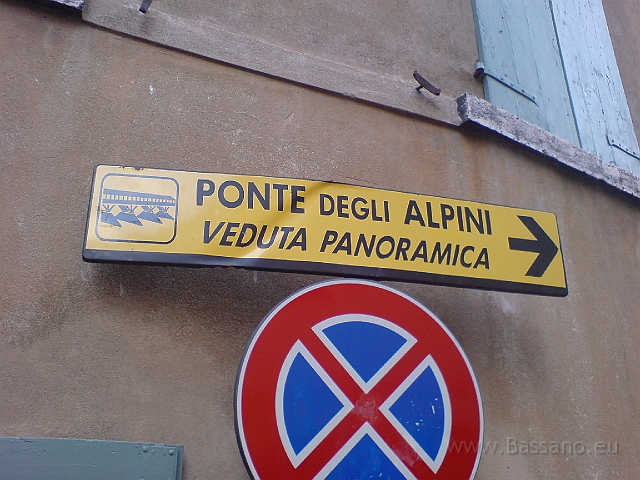 PONTE DEGLI ALPINI
VEDUTA PANORAMICA
www.Bassano.eu